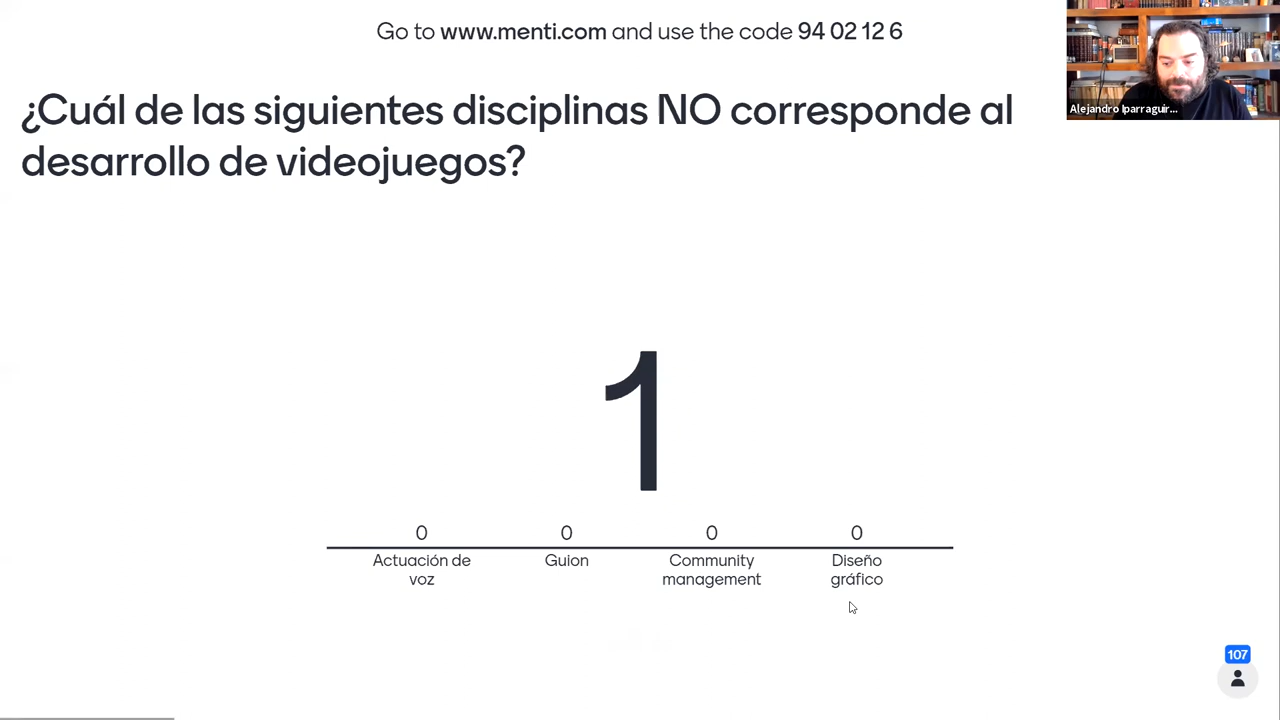 Go to www.menti.com and use the code 94 02 12 6
Alejandro Iparraguir...
¿Cuál de las siguientes disciplinas NO corresponde al
desarrollo de videojuegos?
1
0 0 0 0
Actuación de voz
Guion
Community management
Diseño gráfico
107